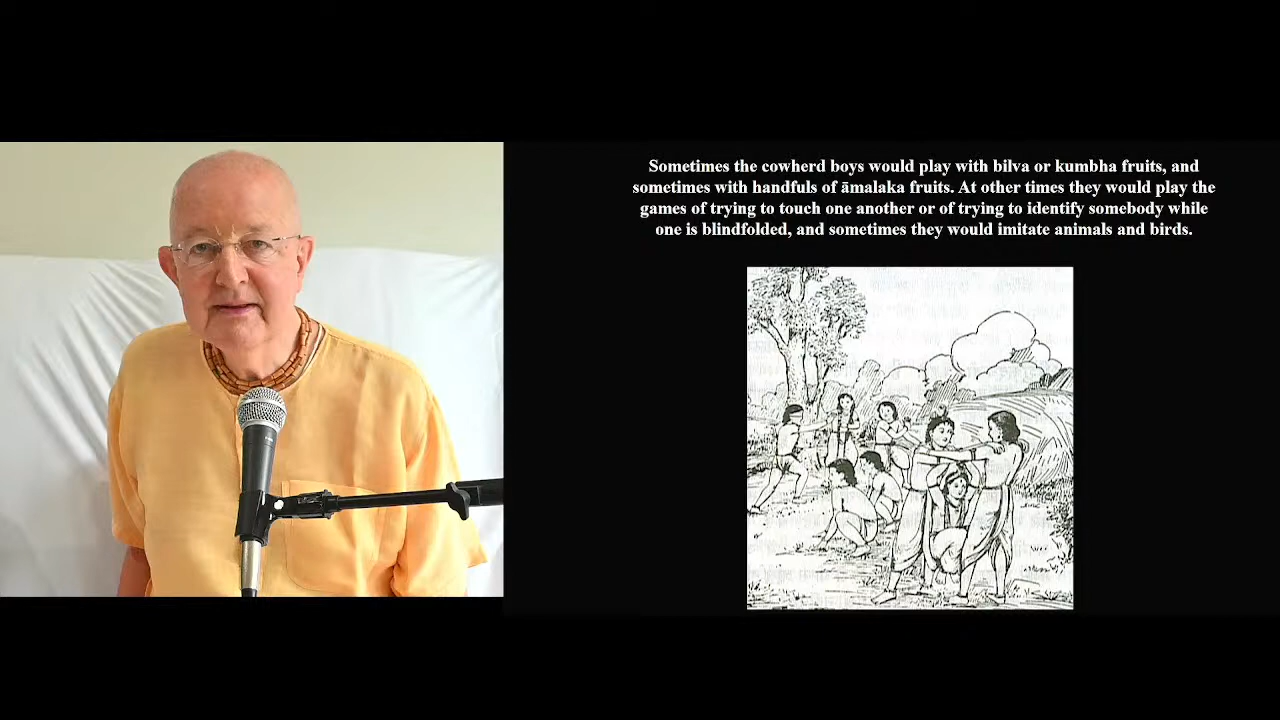 Sometimes the cowherd boys would play with bilva or kumbha fruits, and
sometimes with handfuls of āmalaka fruits. At other times they would play the
games of trying to touch one another or of trying to identify somebody while
one is blindfolded, and sometimes they would imitate animals and birds.